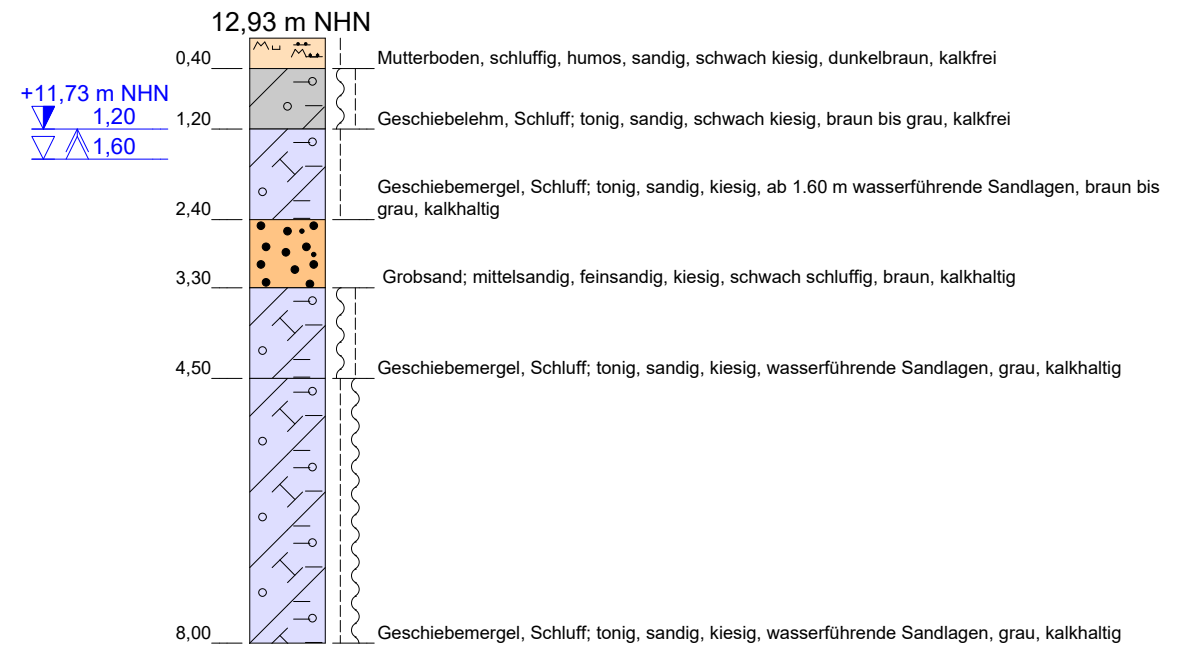 12,93 m NHN
0,40 Mutterboden, schluffig, humos, sandig, schwach kiesig, dunkelbraun, kalkfrei
+11,73 m NHN
1,20
1,20 Geschiebelehm, Schluff; tonig, sandig, schwach kiesig, braun bis grau, kalkfrei
1,60
Geschiebemergel, Schluff; tonig, sandig, kiesig, ab 1.60 m wasserführende Sandlagen, braun bis
2,40 grau, kalkhaltig
3,30 Grobsand; mittelsandig, feinsandig, kiesig, schwach schluffig, braun, kalkhaltig
4,50 Geschiebemergel, Schluff; tonig, sandig, kiesig, wasserführende Sandlagen, grau, kalkhaltig
8,00 Geschiebemergel, Schluff; tonig, sandig, kiesig, wasserführende Sandlagen, grau, kalkhaltig